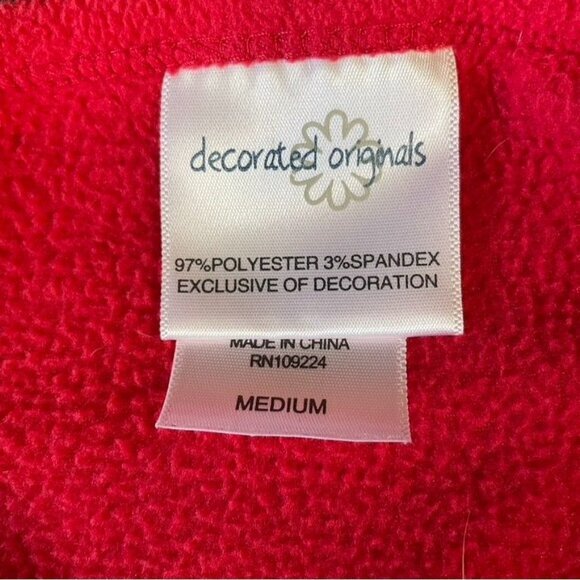 decorated originals
97%POLYESTER 3%SPANDEX
EXCLUSIVE OF DECORATION
MADE IN CHINA
RN109224
MEDIUM